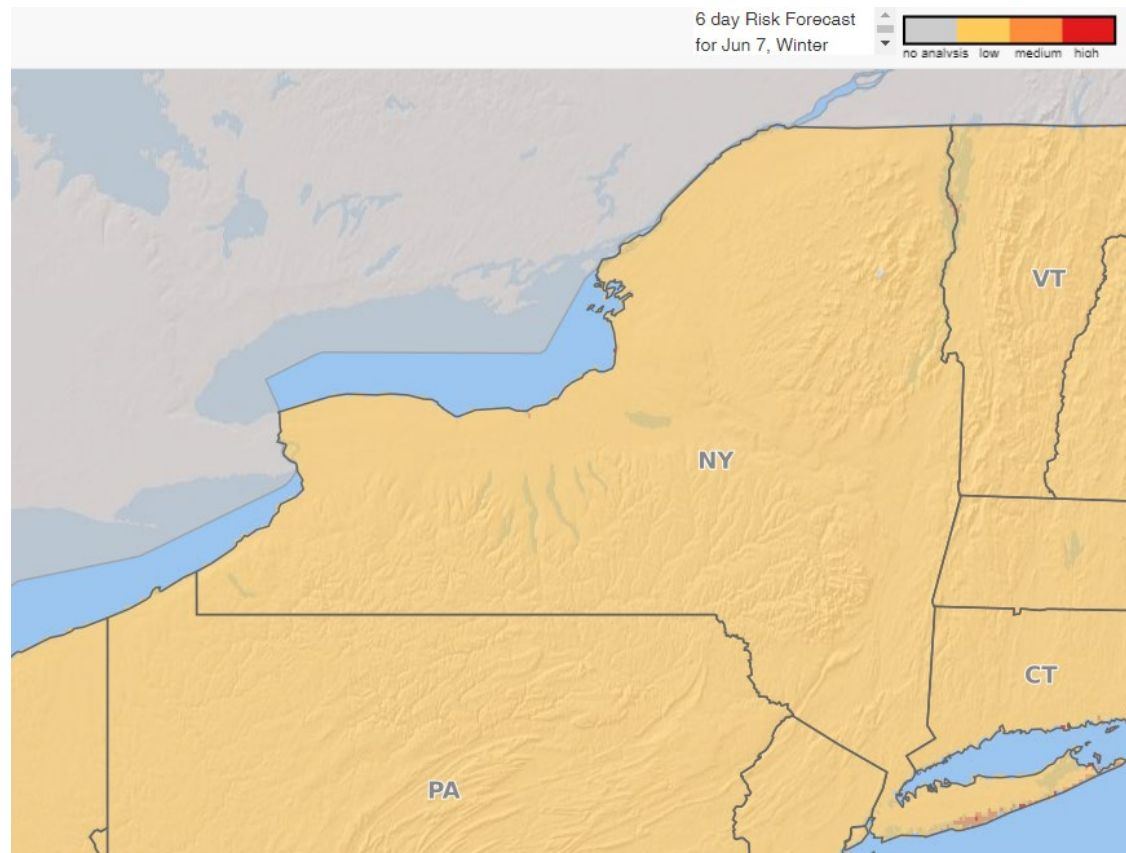 6 day Risk Forecast
for Jun 7, Winter
no analysis low medium high
VT
NY
CT
PA